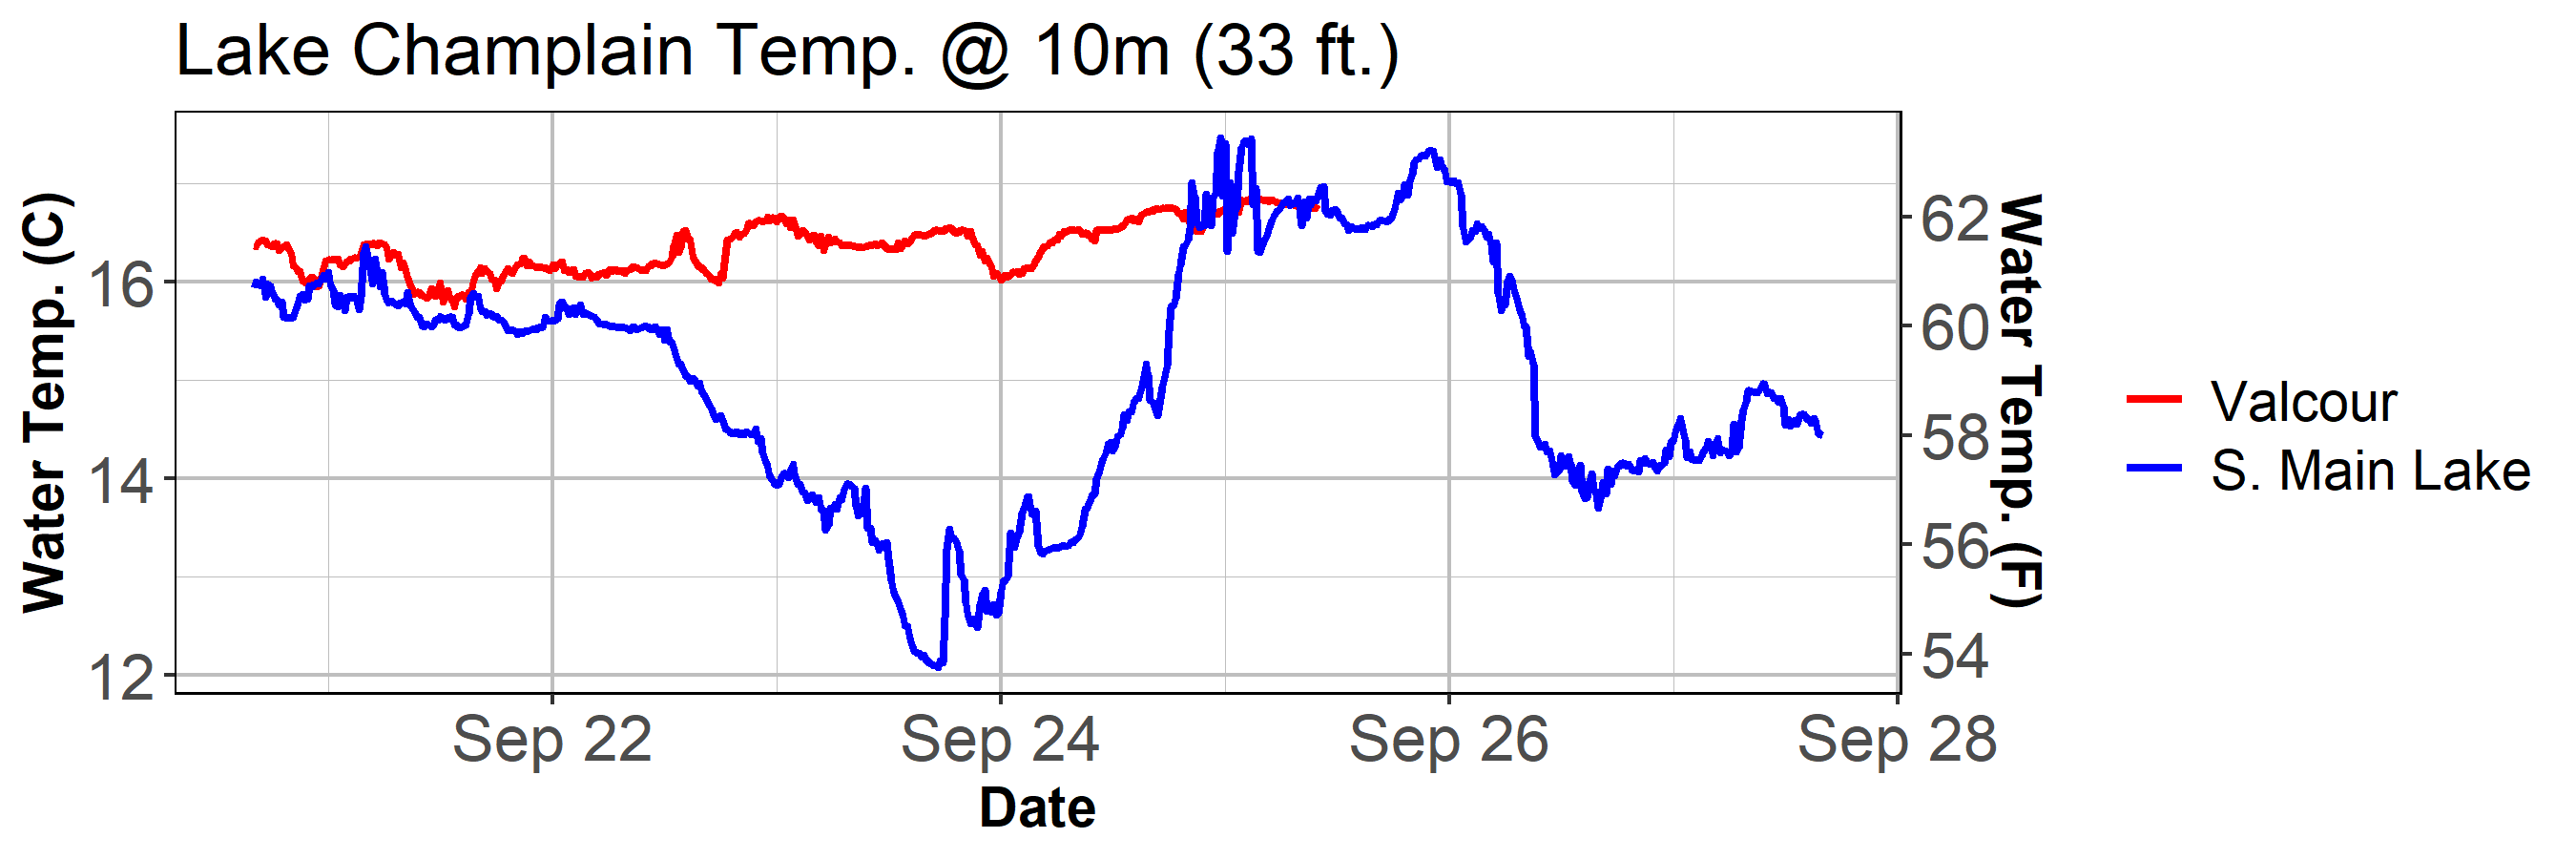 Lake Champlain Temp. @ 10m (33 ft.)
Water Temp. (C)
16
14
12
62
60
58
56
54
Water Temp. (F)
Sep 22
Sep 24
Sep 26
Sep 28
Date
Valcour
S. Main Lake